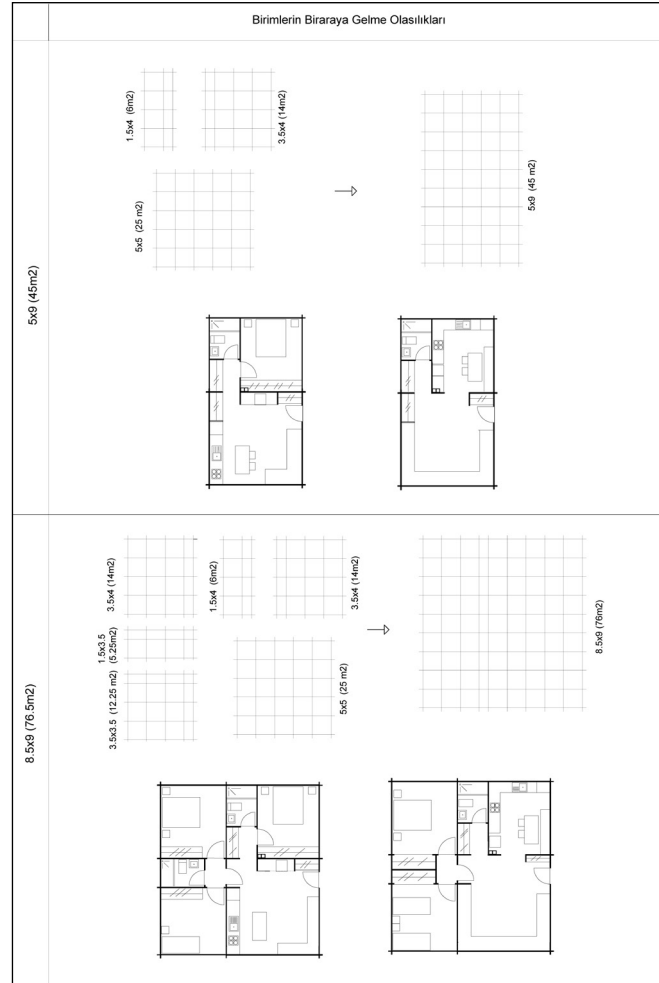 Birimlerin Biraraya Gelme Olasılıkları
5x9 (45m2)
1.5x4 (6m2)
3.5x4 (14m2)
5x5 (25 m2)
5x9 (45 m2)
8.5x9 (76.5m2)
3.5x4 (14m2)
1.5x4 (6m2)
3.5x4 (14m2)
1.5x3.5
(5.25m2)
3.5x3.5 (12.25 m2)
5x5 (25 m2)
8.5x9 (76m2)